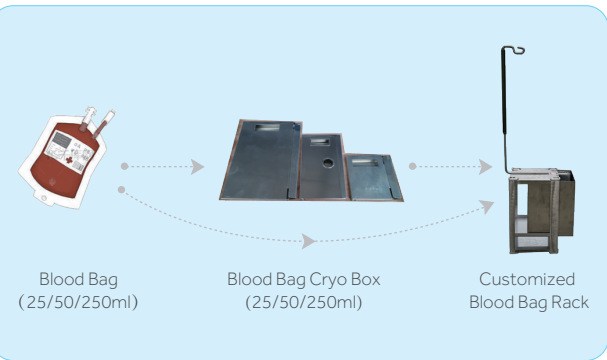 Blood Bag
(25/50/250ml)
Blood Bag Cryo Box
(25/50/250ml)
Customized
Blood Bag Rack